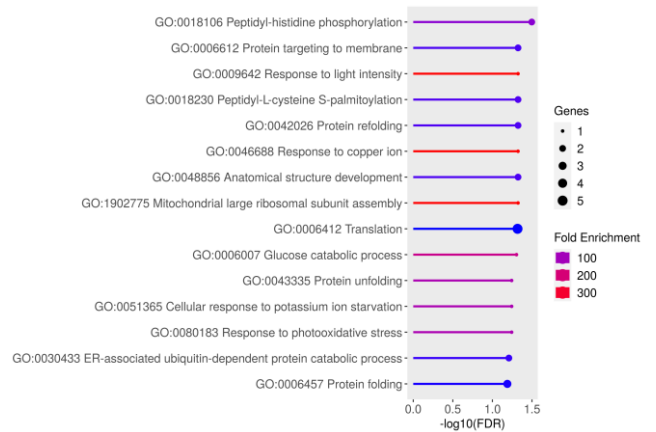 GO:0018106 Peptidyl-histidine phosphorylation
GO:0006612 Protein targeting to membrane
GO:0009642 Response to light intensity
GO:0018230 Peptidyl-L-cysteine S-palmitoylation
GO:0042026 Protein refolding
GO:0046688 Response to copper ion
GO:0048856 Anatomical structure development
GO:1902775 Mitochondrial large ribosomal subunit assembly
GO:0006412 Translation
GO:0006007 Glucose catabolic process
GO:0043335 Protein unfolding
GO:0051365 Cellular response to potassium ion starvation
GO:0080183 Response to photooxidative stress
GO:0030433 ER-associated ubiquitin-dependent protein catabolic process
GO:0006457 Protein folding
0.0 0.5 1.0 1.5
-log10(FDR)
Genes
1
2
3
4
5
Fold Enrichment
100
200
300